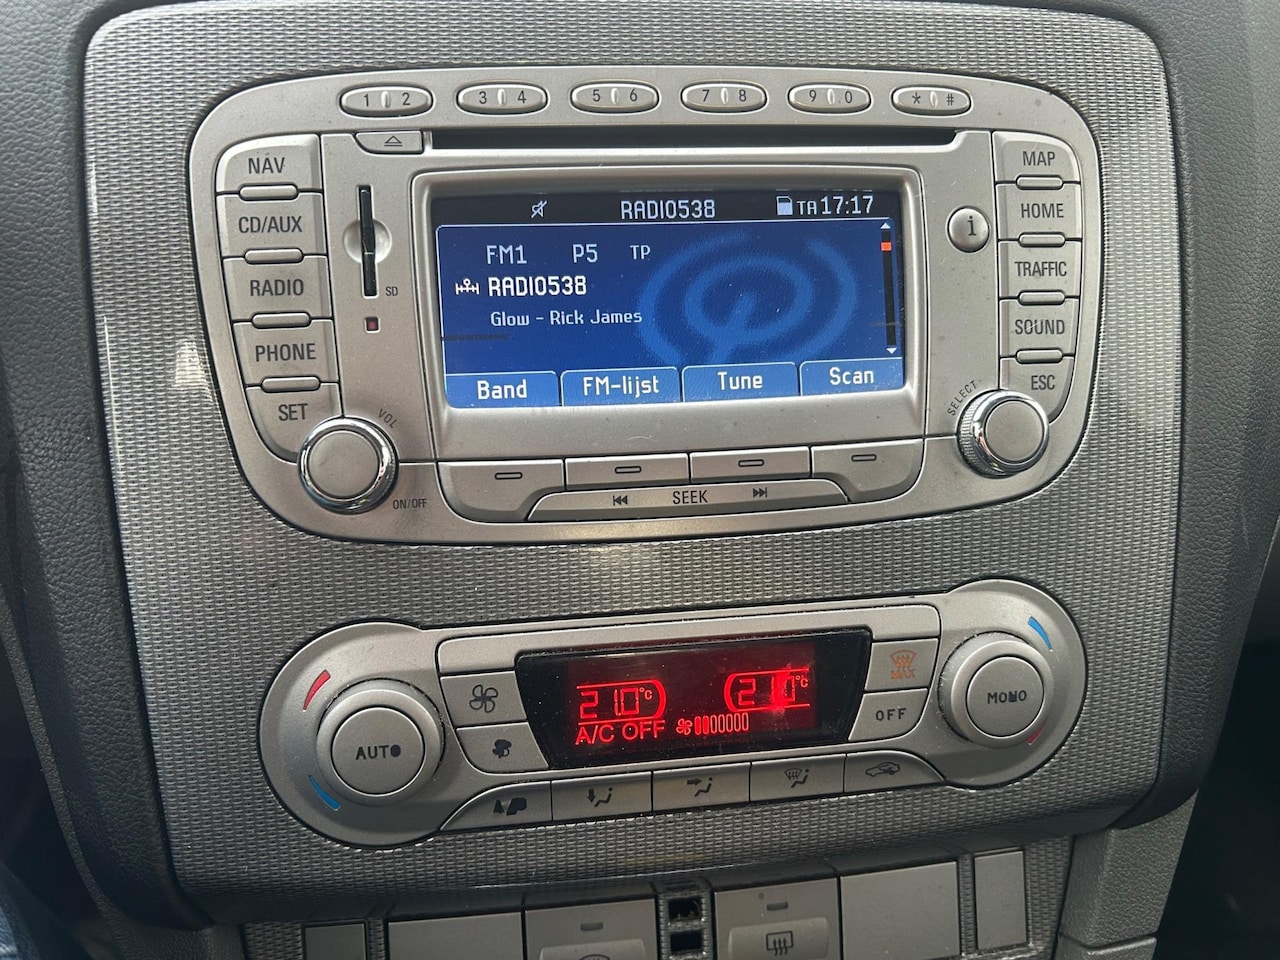 1 2 3 4 5 6 7 8 9 0 * #
NAV
CD/AUX
RADIO
PHONE
SET
SD
VOL
ON/OFF
RADIO538 TA 17:17
FM1 P5 TP
RADIO538
Glow - Rick James
Band FM-lijst Tune Scan
SEEK
MAP
i
HOME
TRAFFIC
SOUND
ESC
SELECT
AUTO
21.0°C 21.0°C
A/C OFF
MAX
OFF
MONO